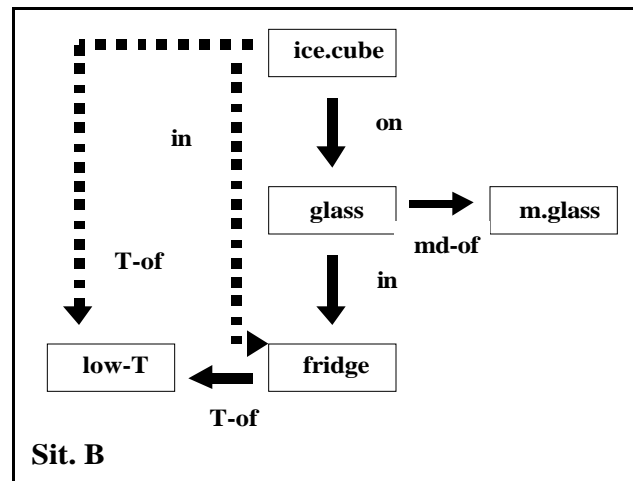 ice.cube
on
in
glass
m.glass
md-of
T-of
in
low-T
fridge
T-of
Sit. B